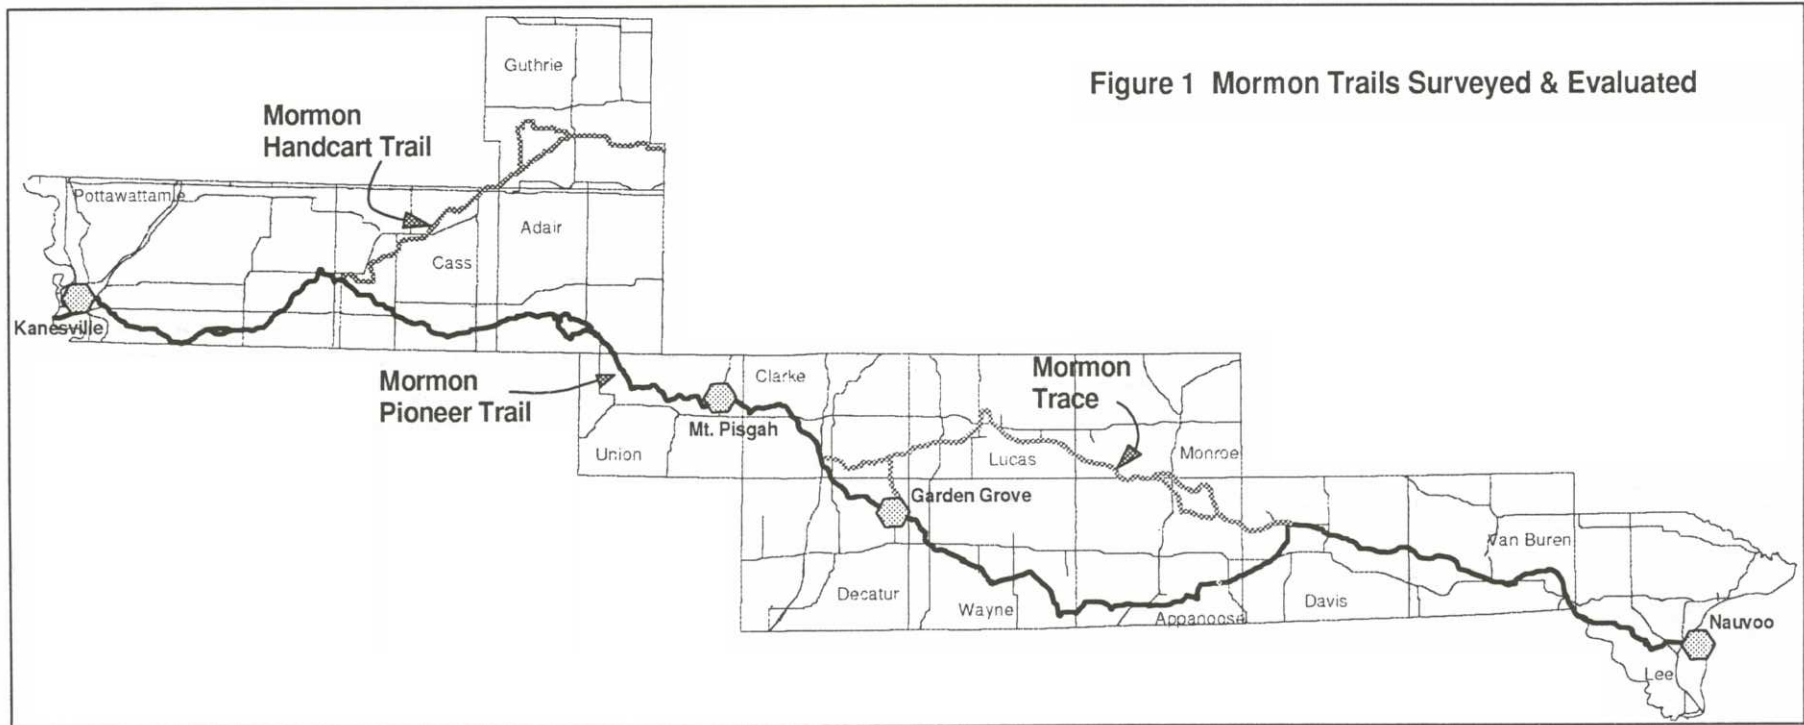 Figure 1 Mormon Trails Surveyed & Evaluated
Guthrie
Mormon
Handcart Trail
Pottawattamie
Adair
Cass
Kanesville
Mormon
Pioneer Trail
Clarke
Mormon
Trace
Mt. Pisgah
Union
Lucas
Monroe
Garden Grove
Van Buren
Decatur
Wayne
Davis
Appanoose
Nauvoo
Lee